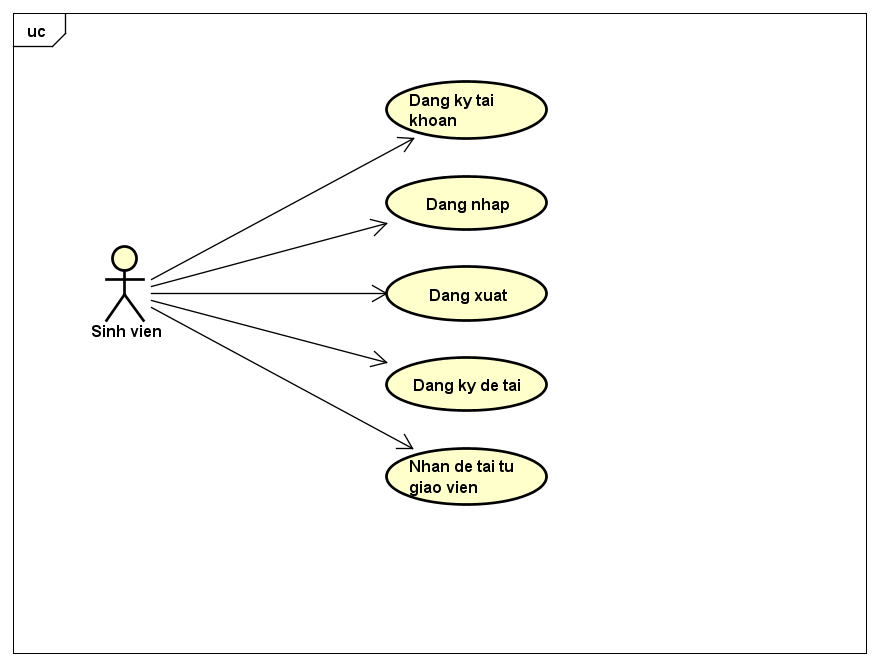 uc
Dang ky tai
khoan
Dang nhap
Dang xuat
Sinh vien
Dang ky de tai
Nhan de tai tu
giao vien